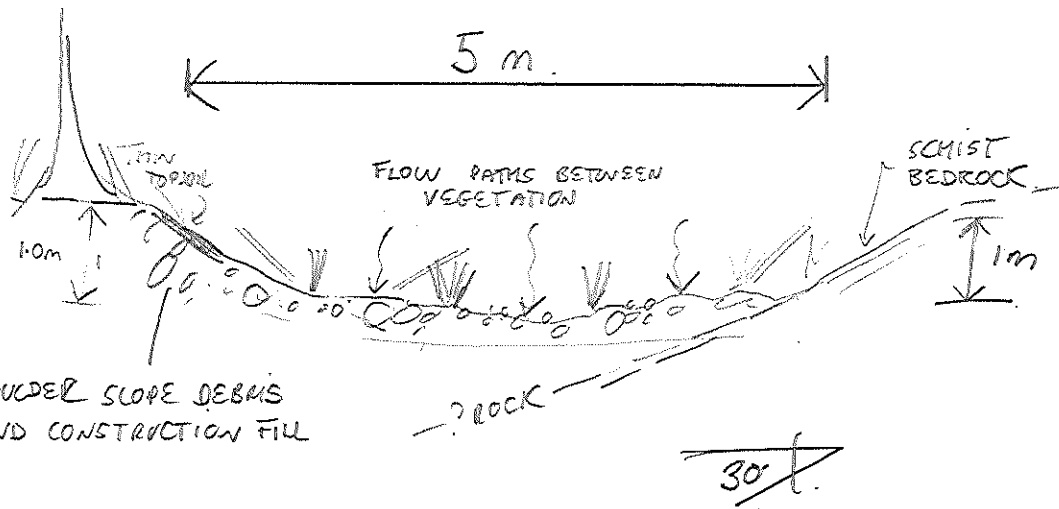 5 m.
THIN
TOPSOIL
FLOW PATHS BETWEEN
VEGETATION
SCHIST
BEDROCK
1.0m
1m
OULDER SLOPE DEBRIS
ND CONSTRUCTION FILL
? ROCK
30